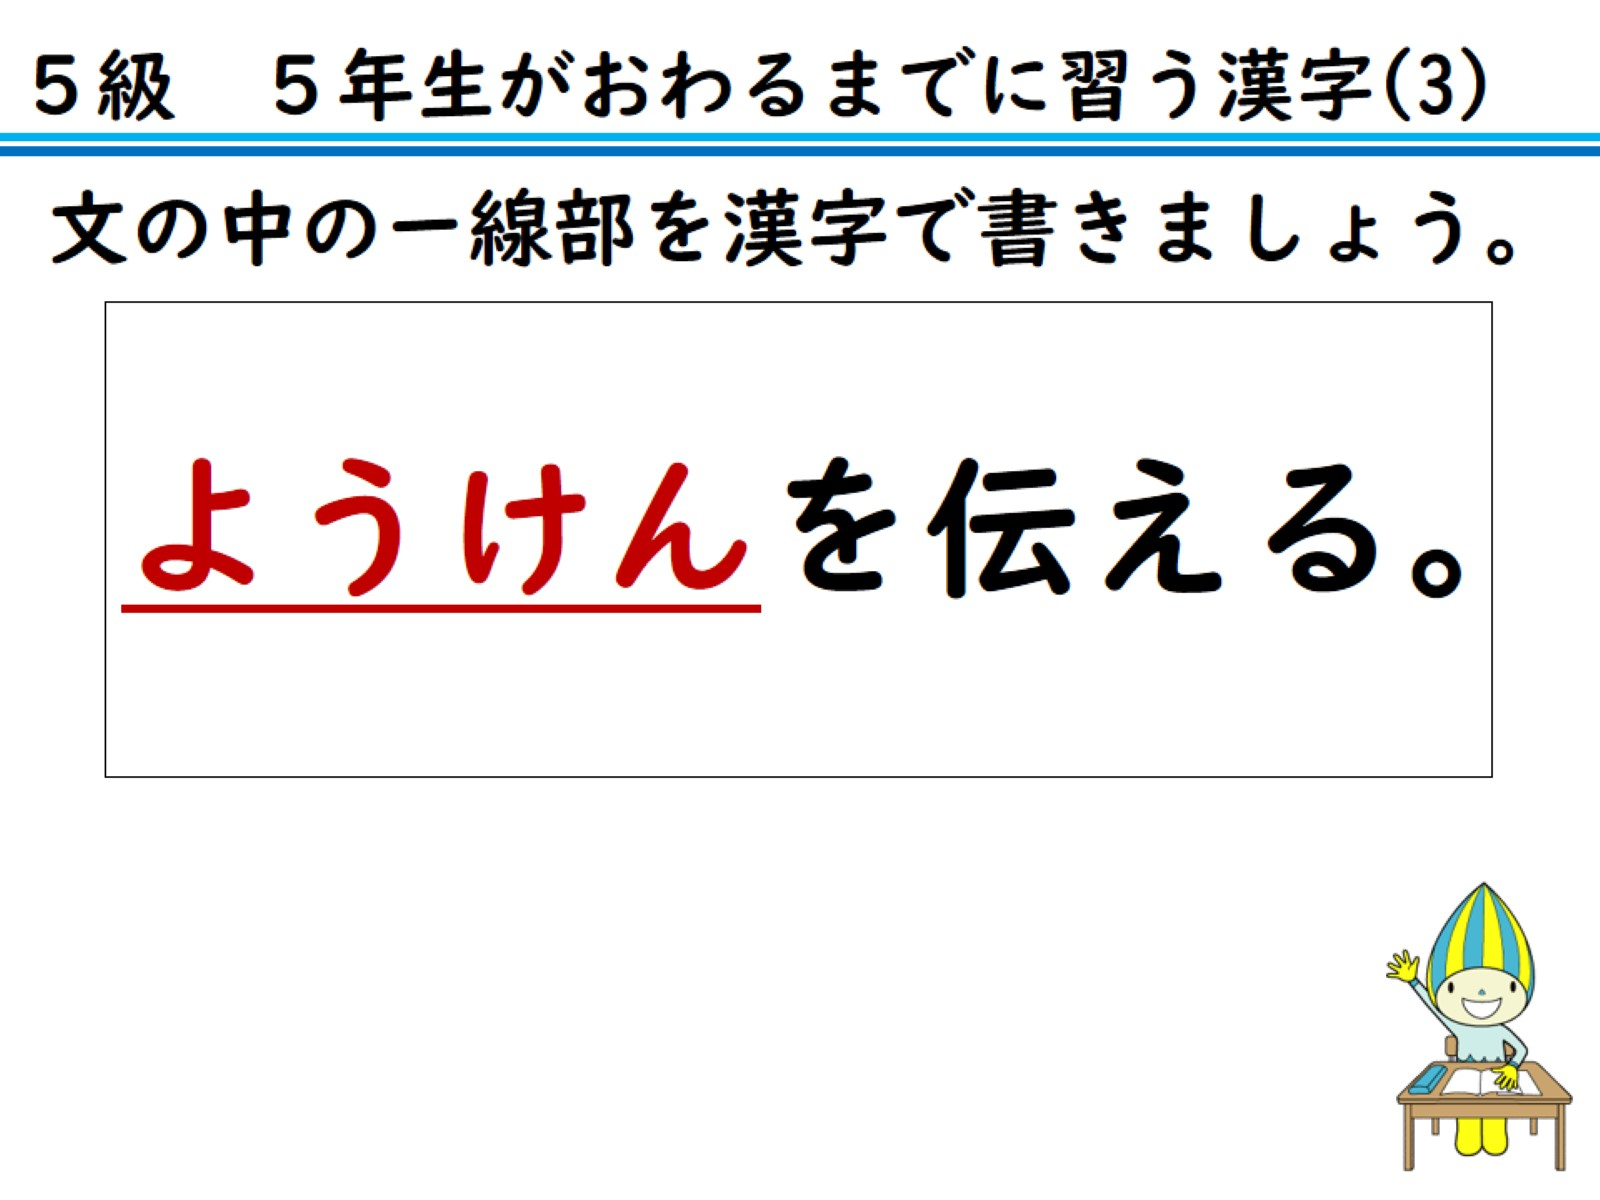 ５級　５年生がおわるまでに習う漢字(3)
文の中の―線部を漢字で書きましょう。
ようけんを伝える。